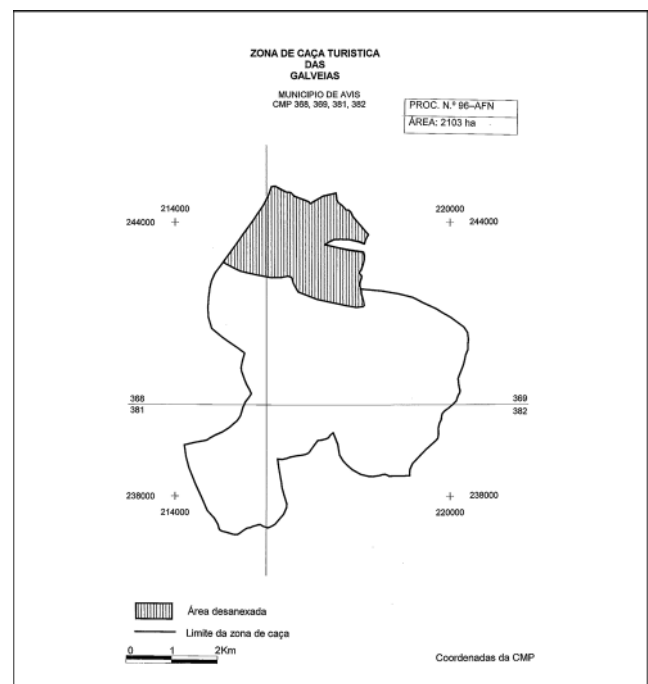 ZONA DE CAÇA TURISTICA
DAS
GALVEIAS
MUNICIPIO DE AVIS
CMP 368, 369, 381, 382
PROC. N.º 96–AFN
ÁREA: 2103 ha
214000
244000
220000
244000
368
381
369
382
238000
214000
238000
220000
Área desanexada
Limite da zona de caça
0 1 2Km
Coordenadas da CMP